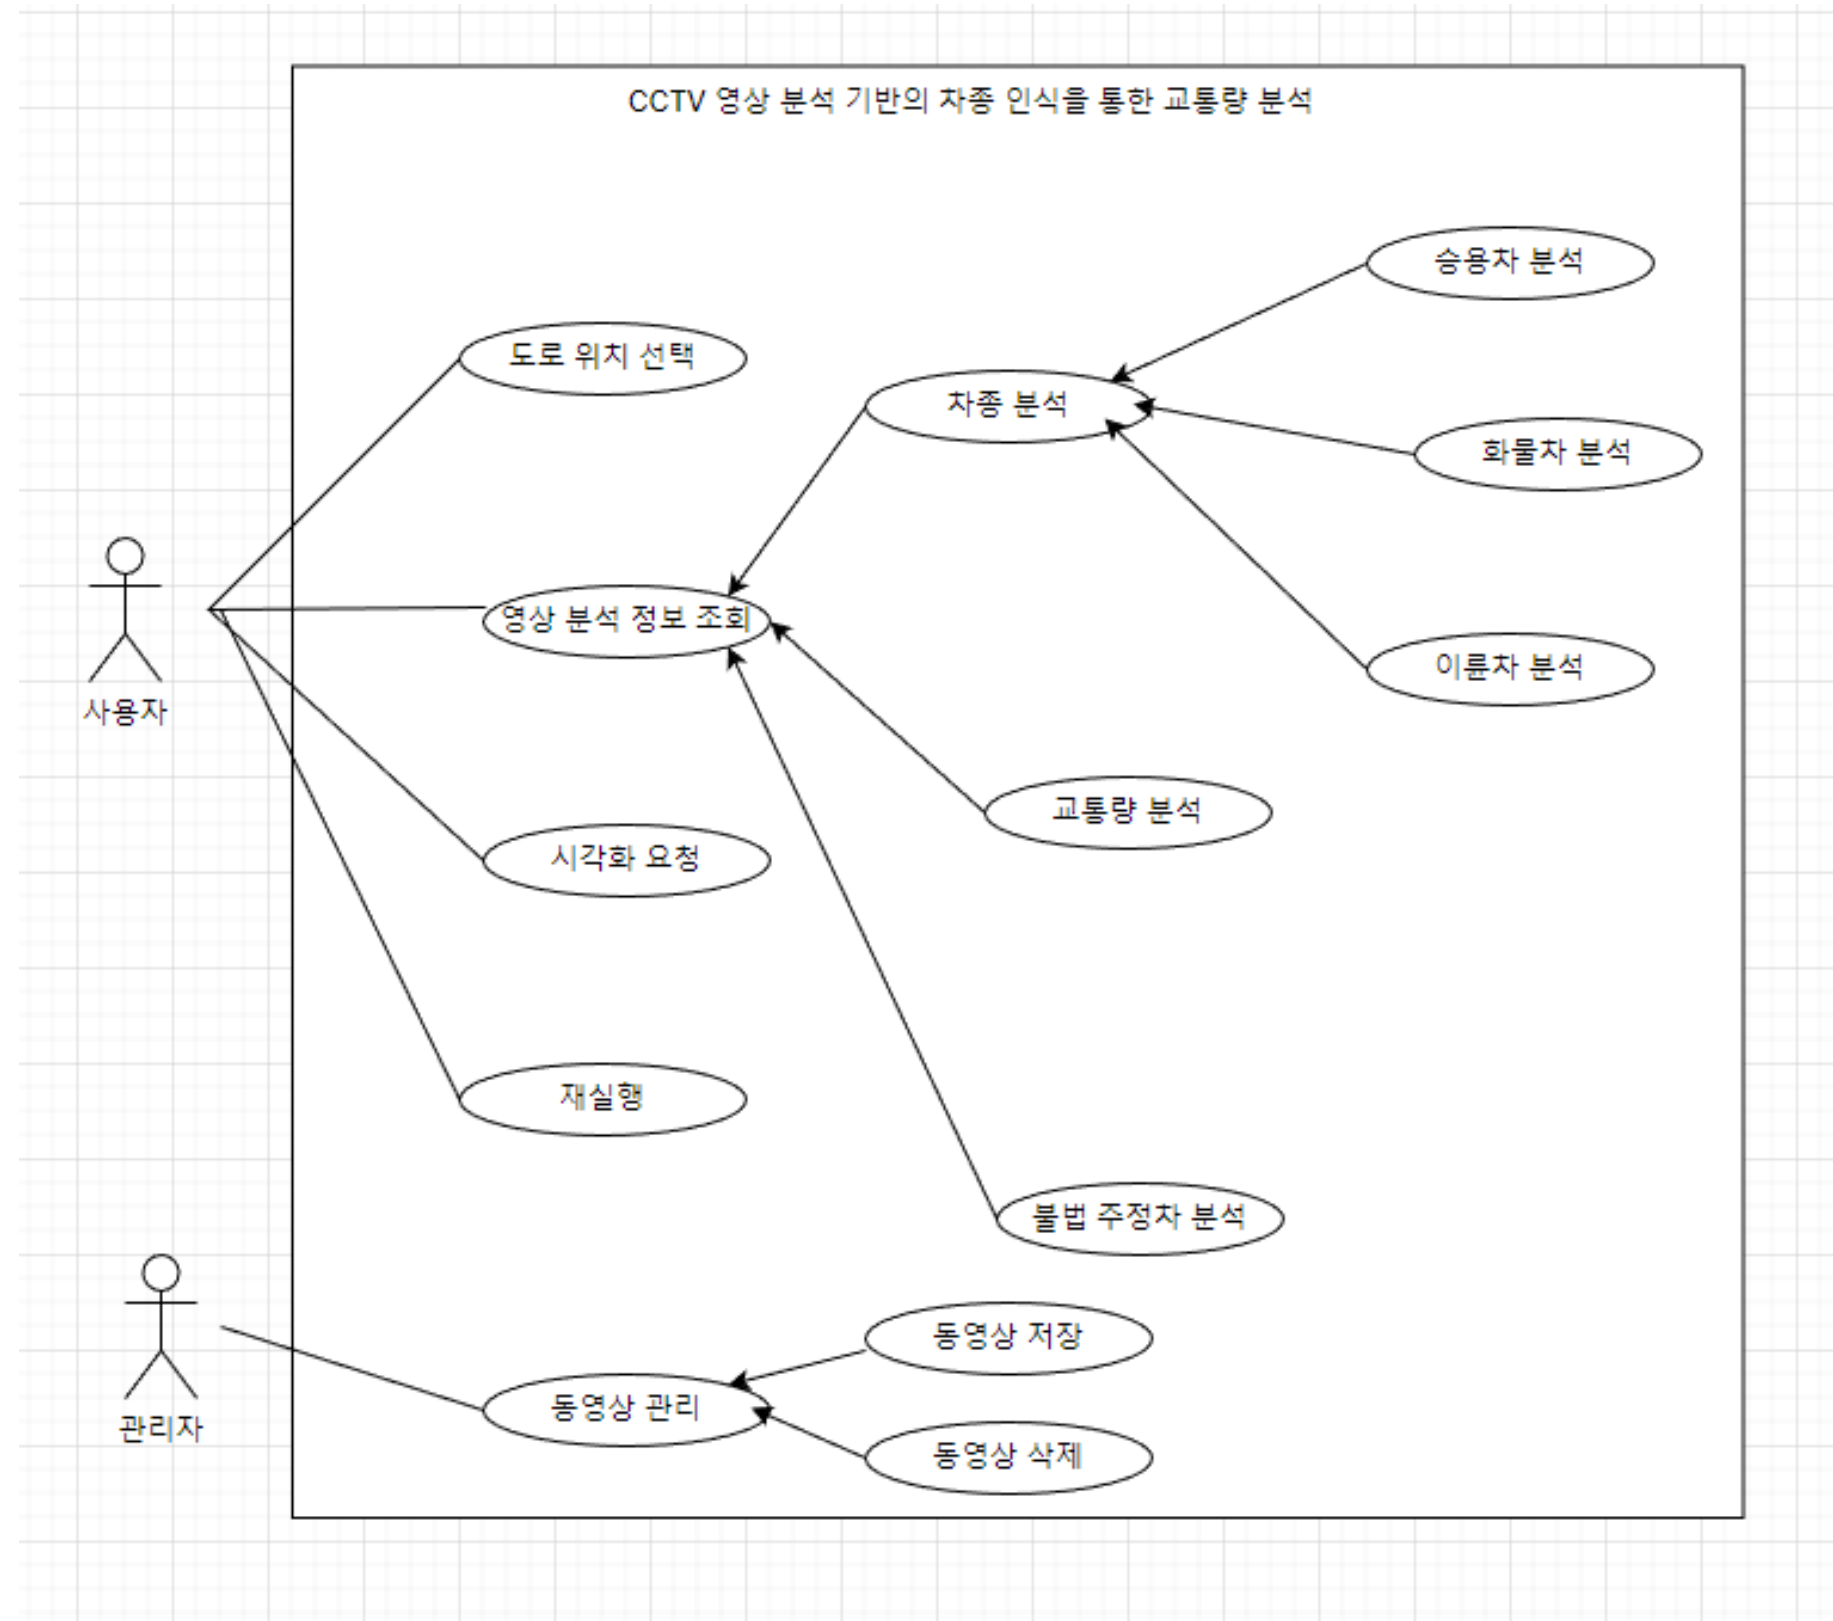 CCTV 영상 분석 기반의 차종 인식을 통한 교통량 분석
승용차 분석
도로 위치 선택
차종 분석
화물차 분석
영상 분석 정보 조회
이륜차 분석
사용자
교통량 분석
시각화 요청
재실행
불법 주정차 분석
동영상 저장
동영상 관리
관리자
동영상 삭제